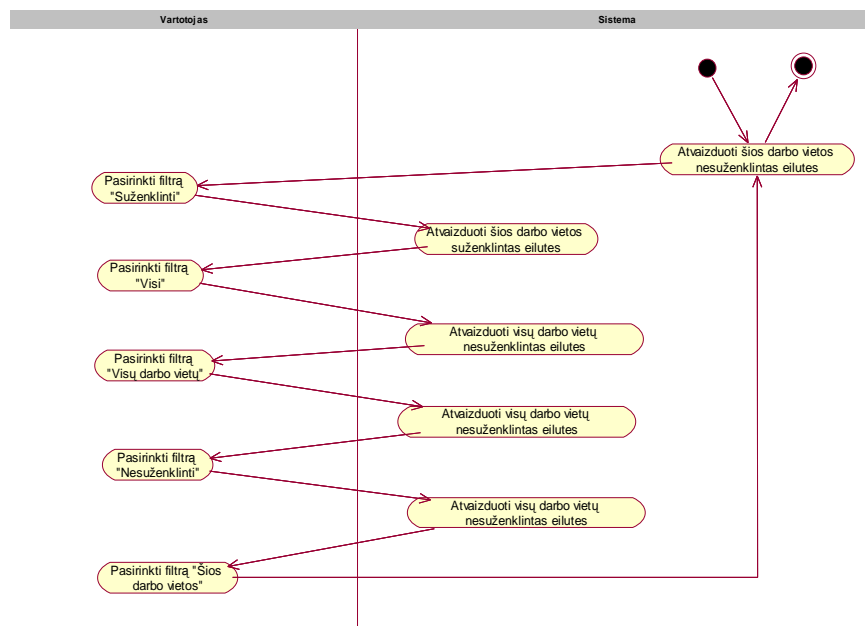 Vartotojas
Sistema
Atvaizduoti šios darbo vietos
nesuženklintas eilutes
Pasirinkti filtrą
"Suženklinti"
Atvaizduoti šios darbo vietos
suženklintas eilutes
Pasirinkti filtrą
"Visi"
Atvaizduoti visų darbo vietų
nesuženklintas eilutes
Pasirinkti filtrą
"Visų darbo vietų"
Atvaizduoti visų darbo vietų
nesuženklintas eilutes
Pasirinkti filtrą
"Nesuženklinti"
Atvaizduoti visų darbo vietų
nesuženklintas eilutes
Pasirinkti filtrą "Šios
darbo vietos"